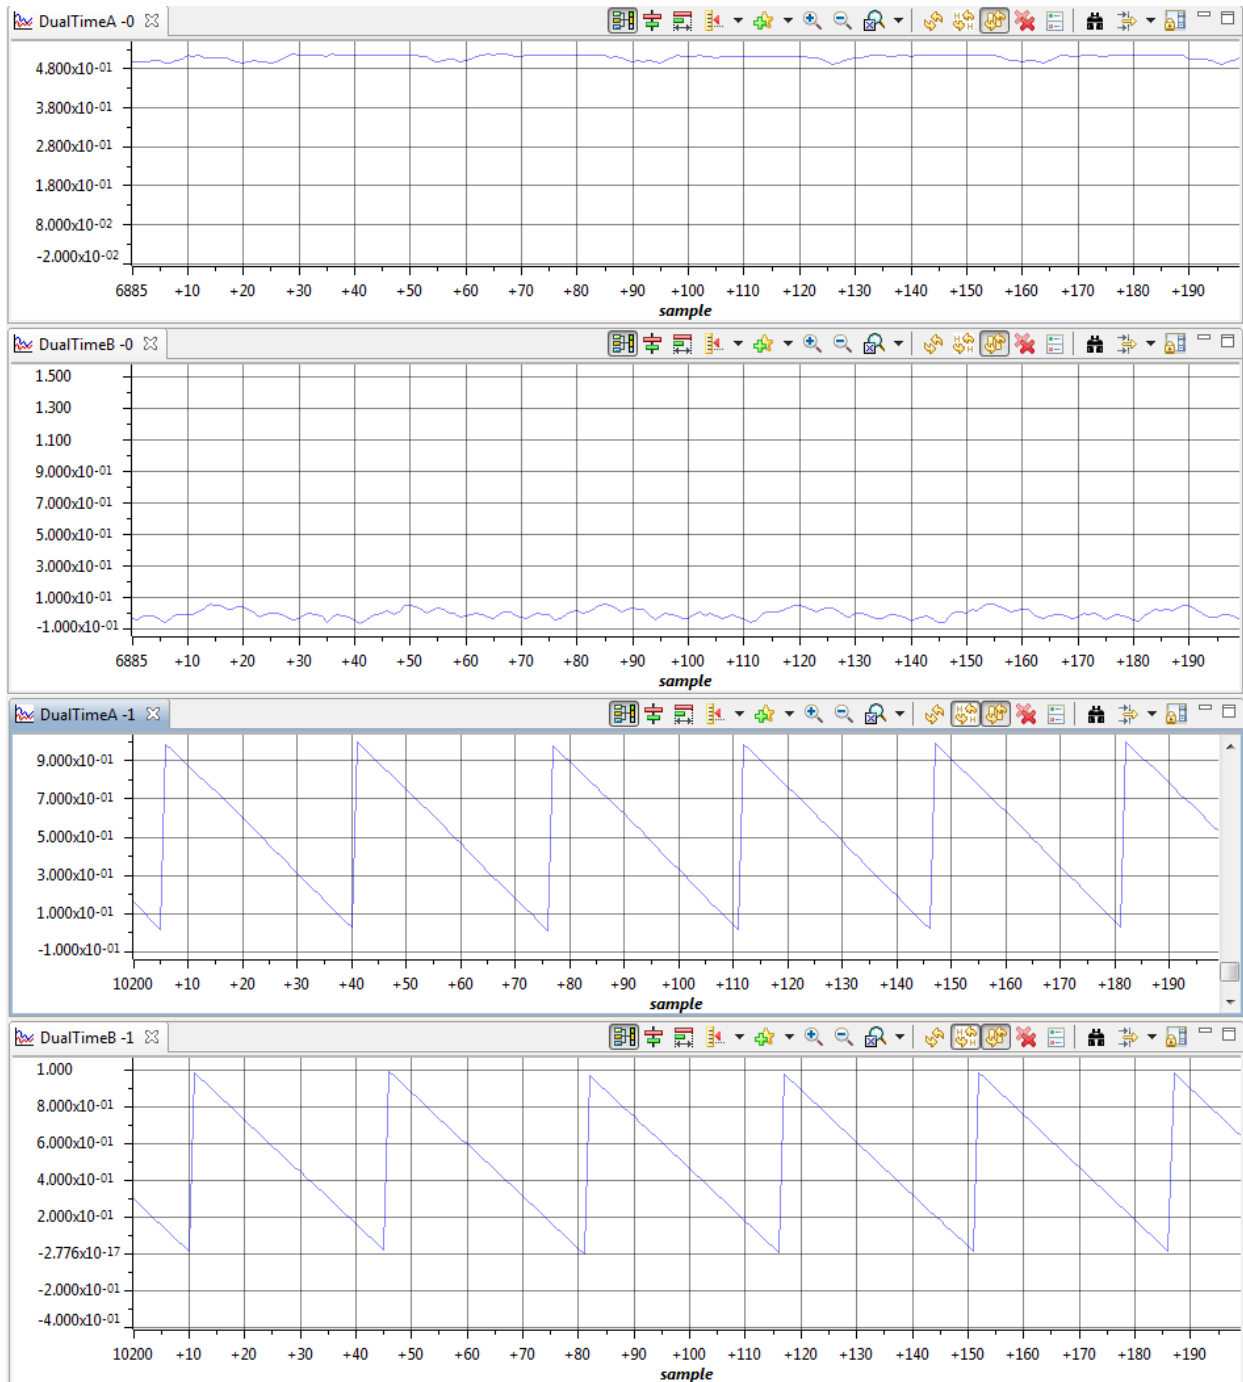 DualTimeA -0
4.800x10-01
3.800x10-01
2.800x10-01
1.800x10-01
8.000x10-02
-2.000x10-02
6885 +10 +20 +30 +40 +50 +60 +70 +80 +90 +100 +110 +120 +130 +140 +150 +160 +170 +180 +190
sample
DualTimeB -0
1.500
1.300
1.100
9.000x10-01
7.000x10-01
5.000x10-01
3.000x10-01
1.000x10-01
-1.000x10-01
6885 +10 +20 +30 +40 +50 +60 +70 +80 +90 +100 +110 +120 +130 +140 +150 +160 +170 +180 +190
sample
DualTimeA -1
9.000x10-01
7.000x10-01
5.000x10-01
3.000x10-01
1.000x10-01
-1.000x10-01
10200 +10 +20 +30 +40 +50 +60 +70 +80 +90 +100 +110 +120 +130 +140 +150 +160 +170 +180 +190
sample
DualTimeB -1
1.000
8.000x10-01
6.000x10-01
4.000x10-01
2.000x10-01
-2.776x10-17
-2.000x10-01
-4.000x10-01
10200 +10 +20 +30 +40 +50 +60 +70 +80 +90 +100 +110 +120 +130 +140 +150 +160 +170 +180 +190
sample